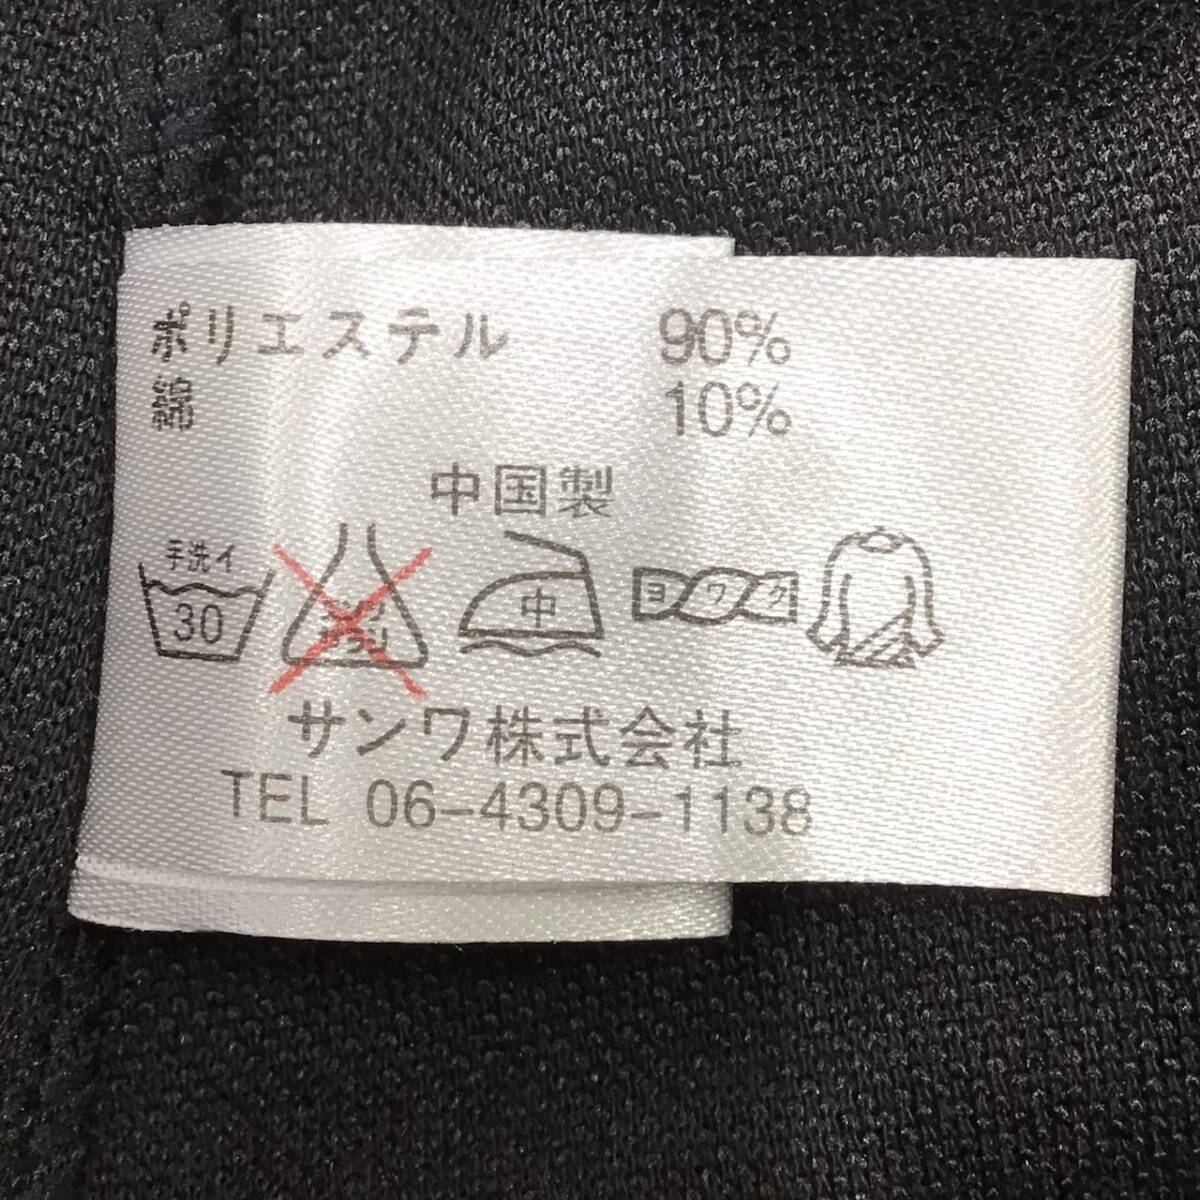 ポリエステル 90%
綿 10%
中国製
手洗イ
30 中 ヨワク
サンワ株式会社
TEL 06-4309-1138